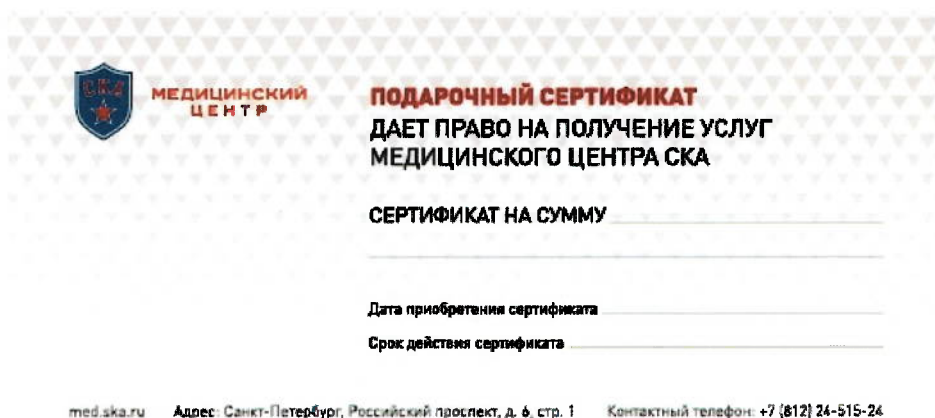 СКА
МЕДИЦИНСКИЙ
ЦЕНТР
ПОДАРОЧНЫЙ СЕРТИФИКАТ
ДАЕТ ПРАВО НА ПОЛУЧЕНИЕ УСЛУГ
МЕДИЦИНСКОГО ЦЕНТРА СКА
СЕРТИФИКАТ НА СУММУ
Дата приобретения сертификата
Срок действия сертификата
med.ska.ru Адрес: Санкт-Петербург, Российский проспект, д. 6, стр. 1 Контактный телефон: +7 (812) 24-515-24